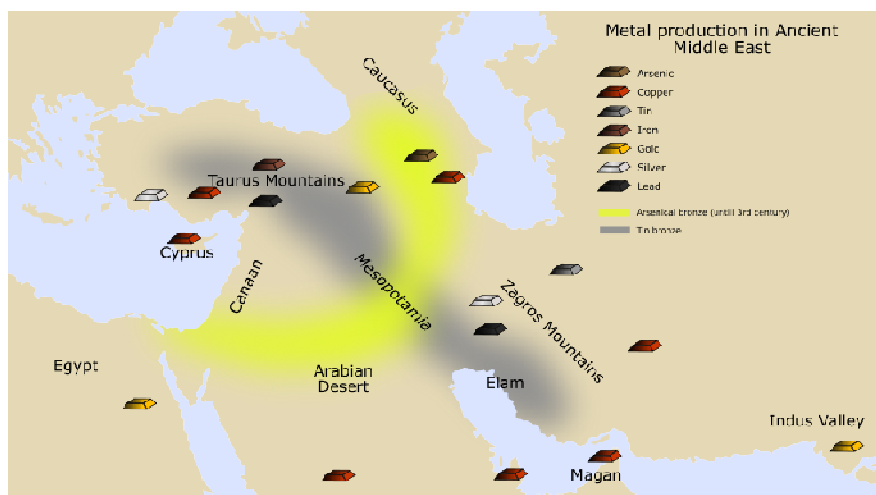 Metal production in Ancient
Middle East
Arsenic
Copper
Tin
Iron
Gold
Silver
Lead
Arsenical bronze (until 3rd century)
Tin bronze
Caucasus
Taurus Mountains
Cyprus
Canaan
Mesopotamia
Zagros Mountains
Egypt
Arabian
Desert
Elam
Indus Valley
Magan